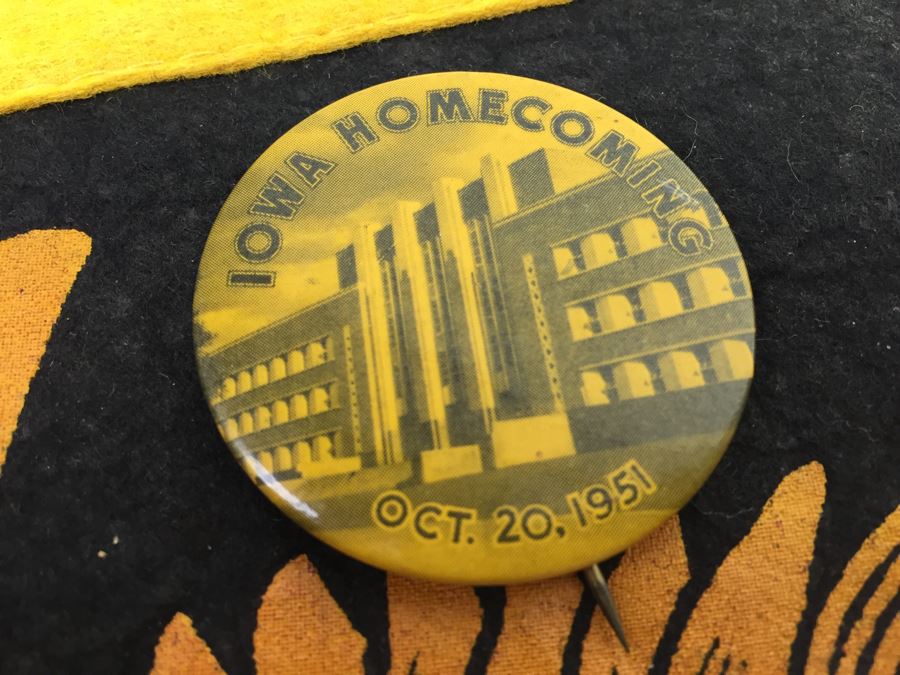 IOWA HOMECOMING
OCT. 20, 1951